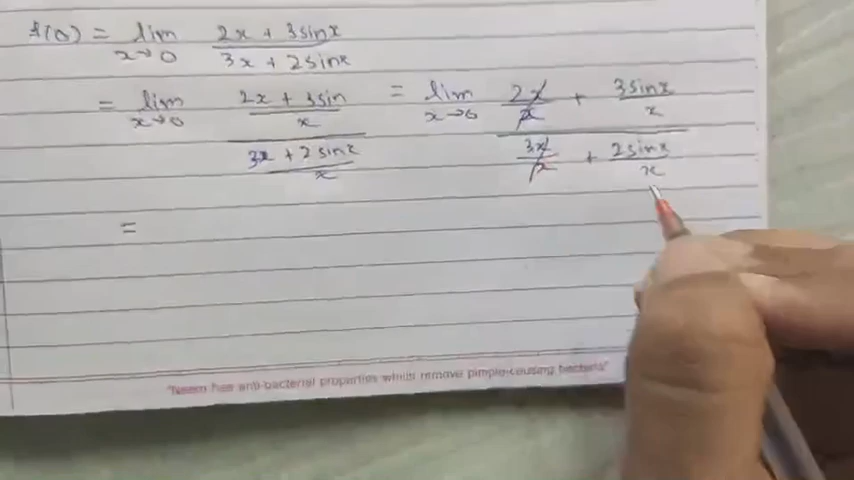 f(0) = lim x→0 (2x + 3sinx)/(3x + 2sinx)
= lim x→0 ((2x + 3sin)/x)/((3x + 2sinx)/x) = lim x→0 (2x/x + 3sinx/x)/(3x/x + 2sinx/x)
=
"Neem has anti-bacterial properties which remove pimple-causing bacteria"